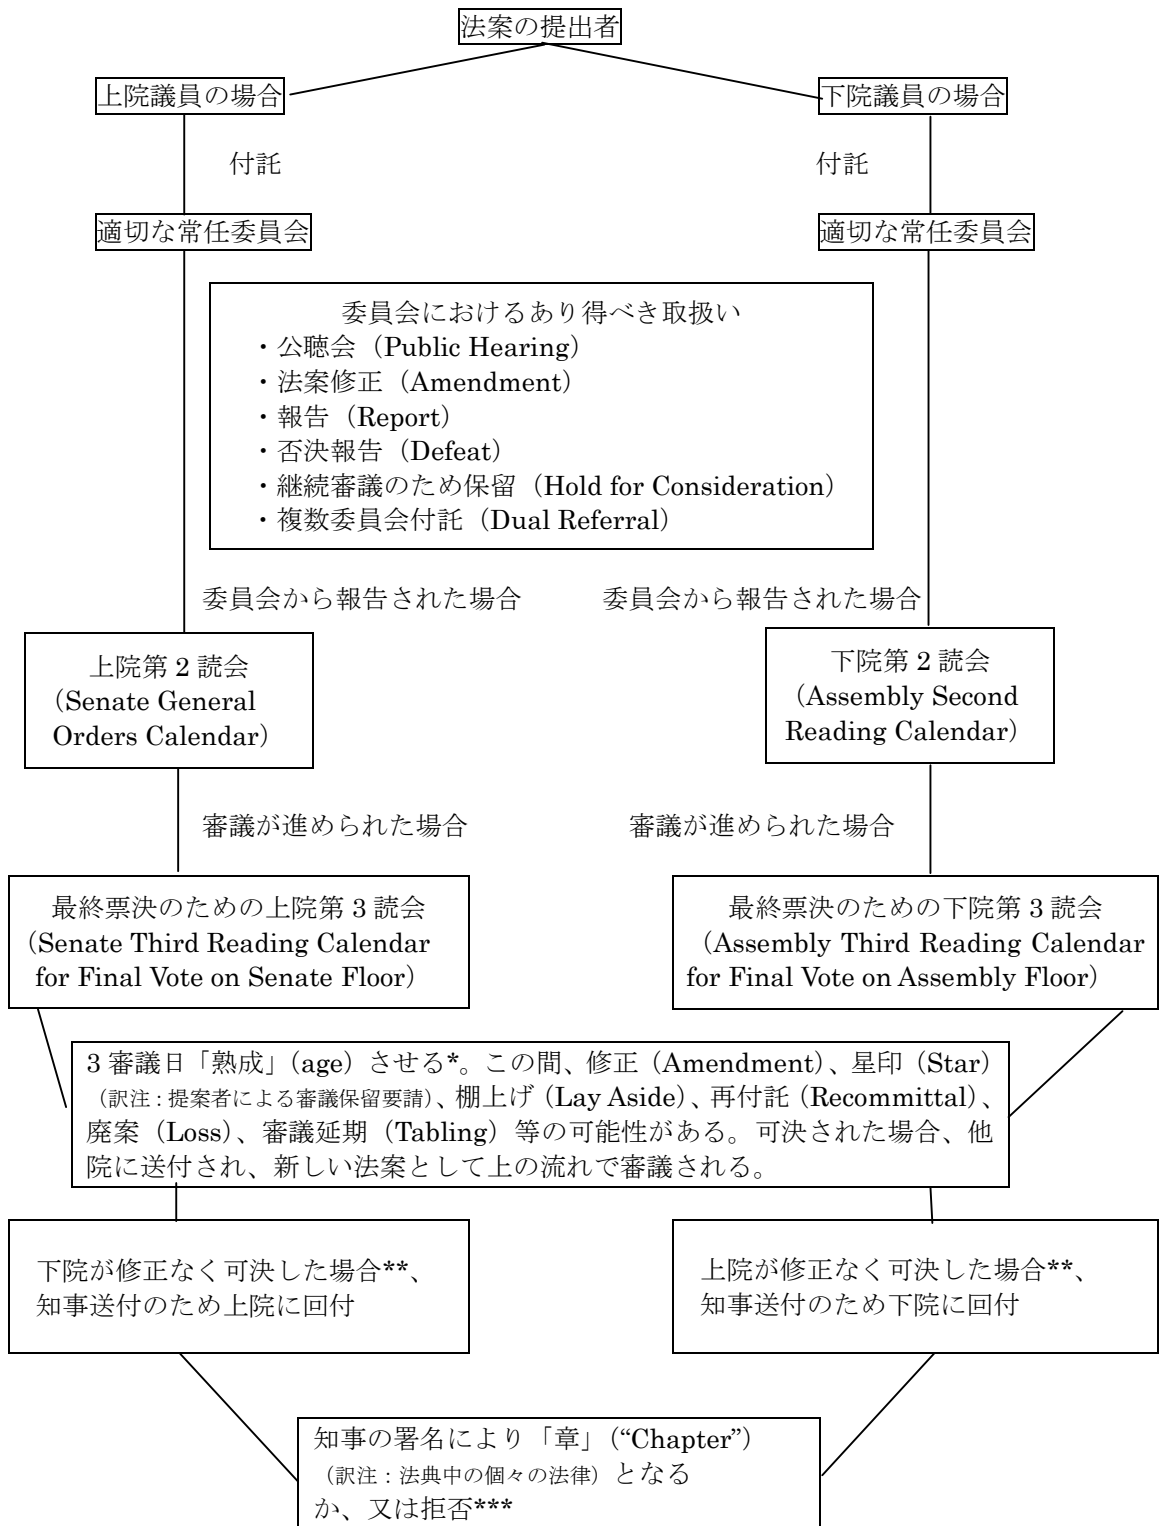 法案の提出者
上院議員の場合
下院議員の場合
付託
付託
適切な常任委員会
適切な常任委員会
委員会におけるあり得べき取扱い
・公聴会（Public Hearing）
・法案修正（Amendment）
・報告（Report）
・否決報告（Defeat）
・継続審議のため保留（Hold for Consideration）
・複数委員会付託（Dual Referral）
委員会から報告された場合
委員会から報告された場合
上院第 2 読会
（Senate General
Orders Calendar）
下院第 2 読会
（Assembly Second
Reading Calendar）
審議が進められた場合
審議が進められた場合
最終票決のための上院第 3 読会
（Senate Third Reading Calendar
for Final Vote on Senate Floor）
最終票決のための下院第 3 読会
（Assembly Third Reading Calendar
for Final Vote on Assembly Floor）
3 審議日「熟成」（age）させる*。この間、修正（Amendment）、星印（Star）
（訳注：提案者による審議保留要請）、棚上げ（Lay Aside）、再付託（Recommittal）、
廃案（Loss）、審議延期（Tabling）等の可能性がある。可決された場合、他
院に送付され、新しい法案として上の流れで審議される。
下院が修正なく可決した場合**、
知事送付のため上院に回付
上院が修正なく可決した場合**、
知事送付のため下院に回付
知事の署名により「章」（“Chapter”）
（訳注：法典中の個々の法律）となる
か、又は拒否***